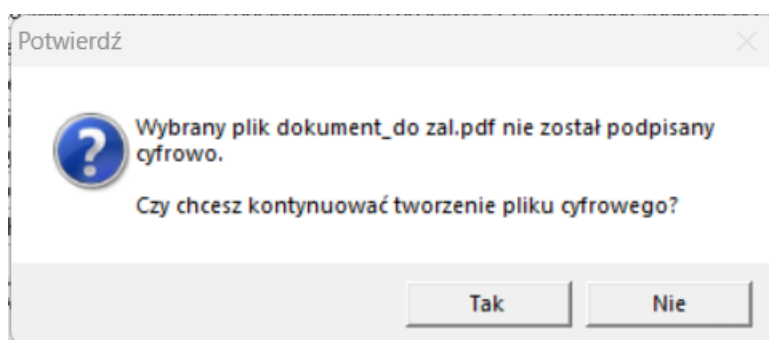 Potwierdź
Wybrany plik dokument_do zal.pdf nie został podpisany
cyfrowo.
Czy chcesz kontynuować tworzenie pliku cyfrowego?
Tak
Nie